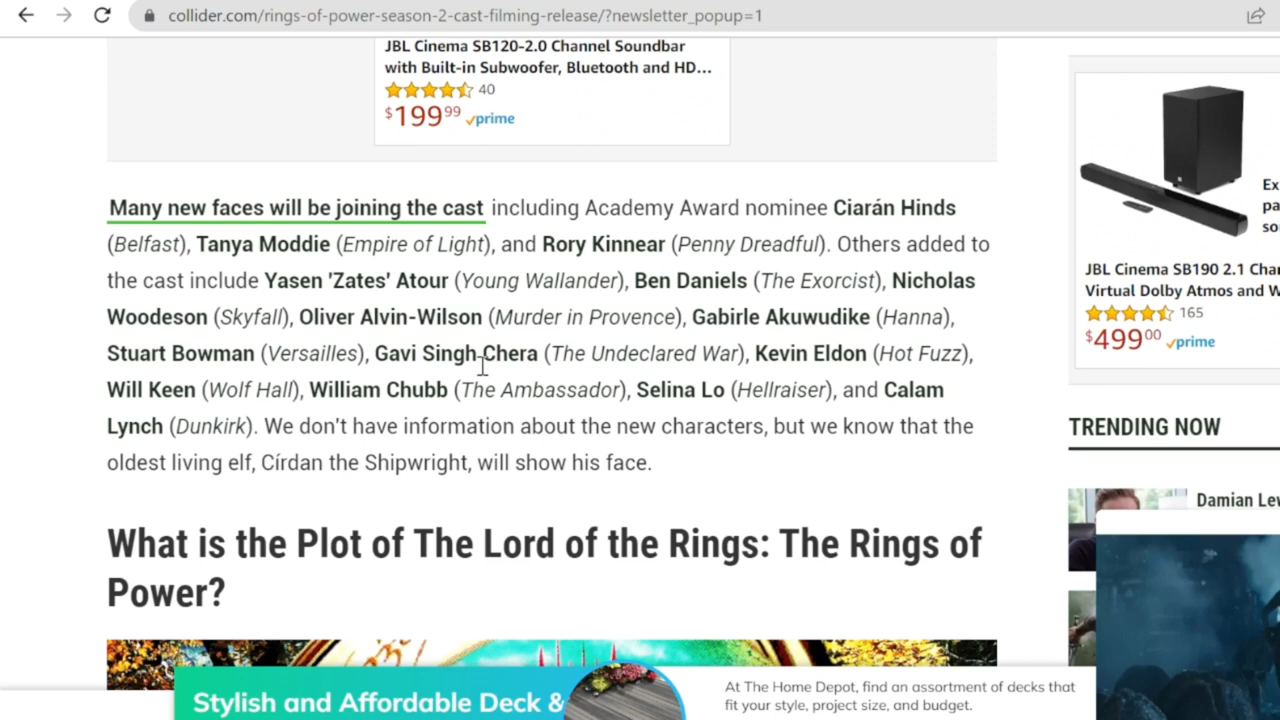 collider.com/rings-of-power-season-2-cast-filming-release/?newsletter_popup=1
JBL Cinema SB120-2.0 Channel Soundbar
with Built-in Subwoofer, Bluetooth and HD...
40
$199 99 prime
Many new faces will be joining the cast including Academy Award nominee Ciarán Hinds
(Belfast), Tanya Moddie (Empire of Light), and Rory Kinnear (Penny Dreadful). Others added to
the cast include Yasen 'Zates' Atour (Young Wallander), Ben Daniels (The Exorcist), Nicholas
Woodeson (Skyfall), Oliver Alvin-Wilson (Murder in Provence), Gabirle Akuwudike (Hanna),
Stuart Bowman (Versailles), Gavi Singh Chera (The Undeclared War), Kevin Eldon (Hot Fuzz),
Will Keen (Wolf Hall), William Chubb (The Ambassador), Selina Lo (Hellraiser), and Calam
Lynch (Dunkirk). We don't have information about the new characters, but we know that the
oldest living elf, Círdan the Shipwright, will show his face.
What is the Plot of The Lord of the Rings: The Rings of
Power?
Stylish and Affordable Deck &
At The Home Depot, find an assortment of decks that
fit your style, project size, and budget.
Ex
pa
so
JBL Cinema SB190 2.1 Cha
Virtual Dolby Atmos and W
165
$499 00 prime
TRENDING NOW
Damian Lew